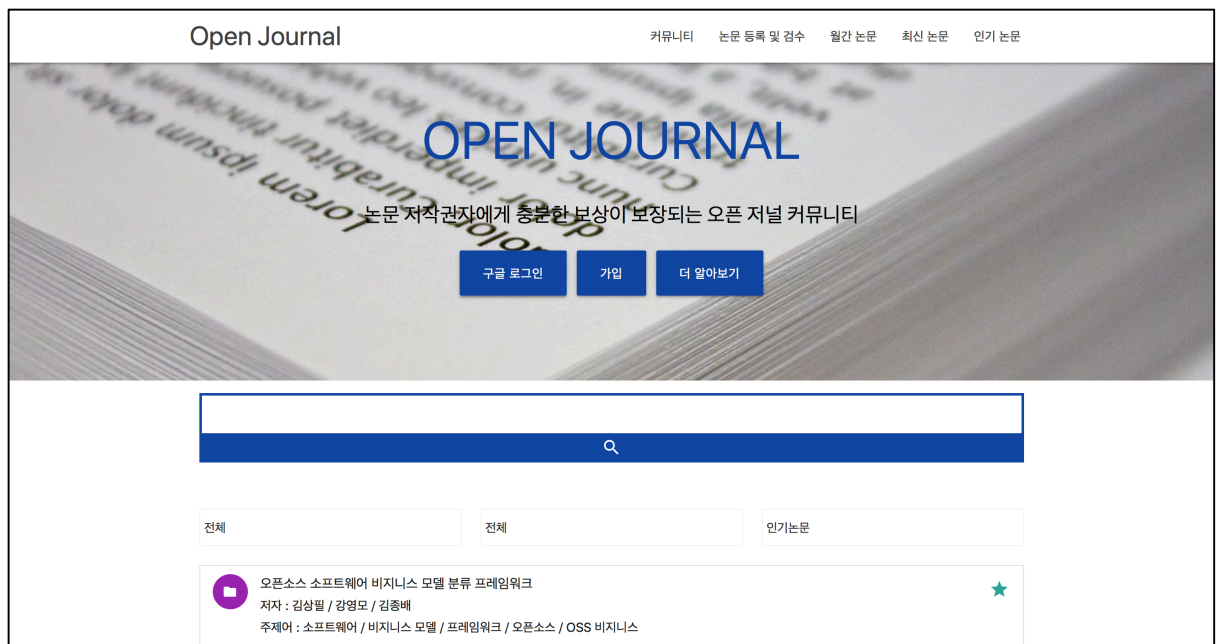 Open Journal
커뮤니티 논문 등록 및 검수 월간 논문 최신 논문 인기 논문
OPEN JOURNAL
논문 저작권자에게 충분한 보상이 보장되는 오픈 저널 커뮤니티
구글 로그인 가입 더 알아보기
Lorem ipsum dolor
전체 전체 인기논문
오픈소스 소프트웨어 비지니스 모델 분류 프레임워크
저자 : 김상필 / 강영모 / 김종배
주제어 : 소프트웨어 / 비지니스 모델 / 프레임워크 / 오픈소스 / OSS 비지니스